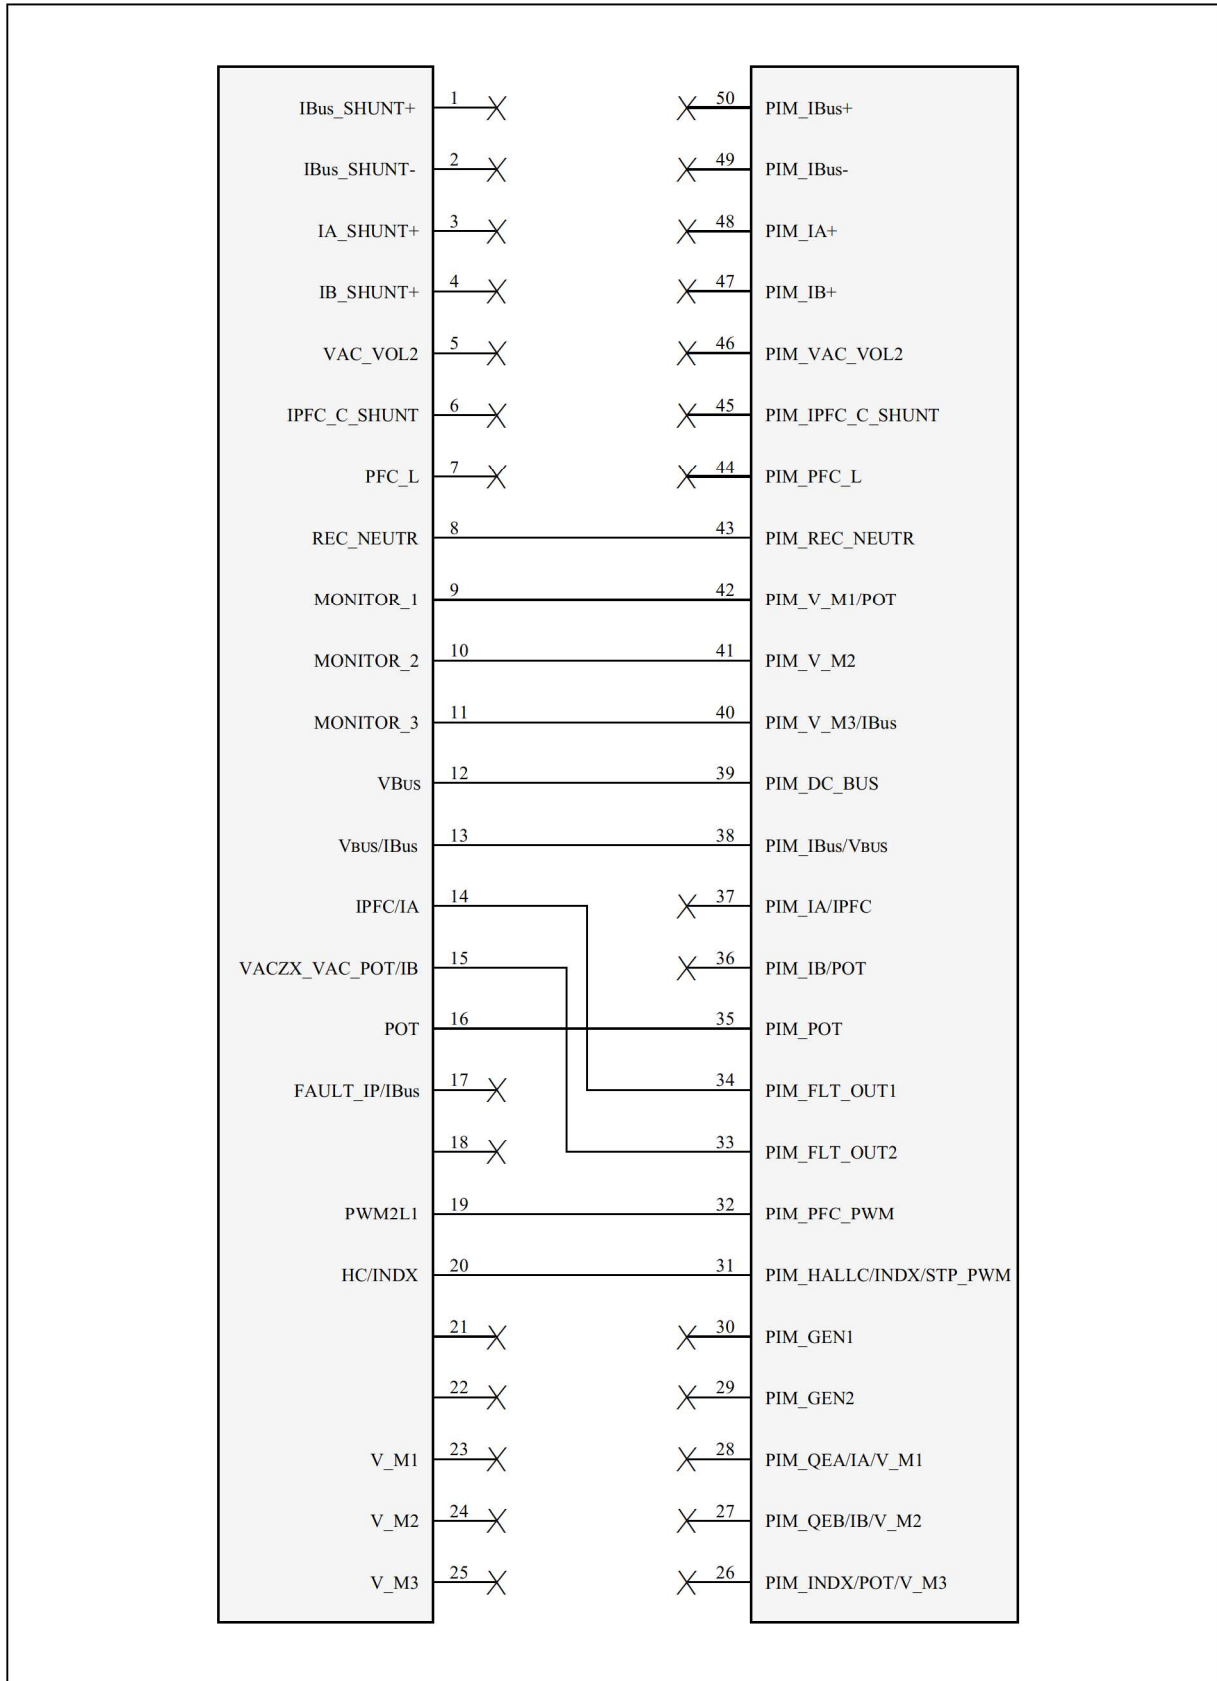 IBus_SHUNT+ 1 50 PIM_IBus+
IBus_SHUNT- 2 49 PIM_IBus-
IA_SHUNT+ 3 48 PIM_IA+
IB_SHUNT+ 4 47 PIM_IB+
VAC_VOL2 5 46 PIM_VAC_VOL2
IPFC_C_SHUNT 6 45 PIM_IPFC_C_SHUNT
PFC_L 7 44 PIM_PFC_L
REC_NEUTR 8 43 PIM_REC_NEUTR
MONITOR_1 9 42 PIM_V_M1/POT
MONITOR_2 10 41 PIM_V_M2
MONITOR_3 11 40 PIM_V_M3/IBus
VBUS 12 39 PIM_DC_BUS
VBUS/IBus 13 38 PIM_IBus/VBUS
IPFC/IA 14 37 PIM_IA/IPFC
VACZX_VAC_POT/IB 15 36 PIM_IB/POT
POT 16 35 PIM_POT
FAULT_IP/IBus 17 34 PIM_FLT_OUT1
18 33 PIM_FLT_OUT2
PWM2L1 19 32 PIM_PFC_PWM
HC/INDX 20 31 PIM_HALLC/INDX/STP_PWM
21 30 PIM_GEN1
22 29 PIM_GEN2
V_M1 23 28 PIM_QEA/IA/V_M1
V_M2 24 27 PIM_QEB/IB/V_M2
V_M3 25 26 PIM_INDX/POT/V_M3